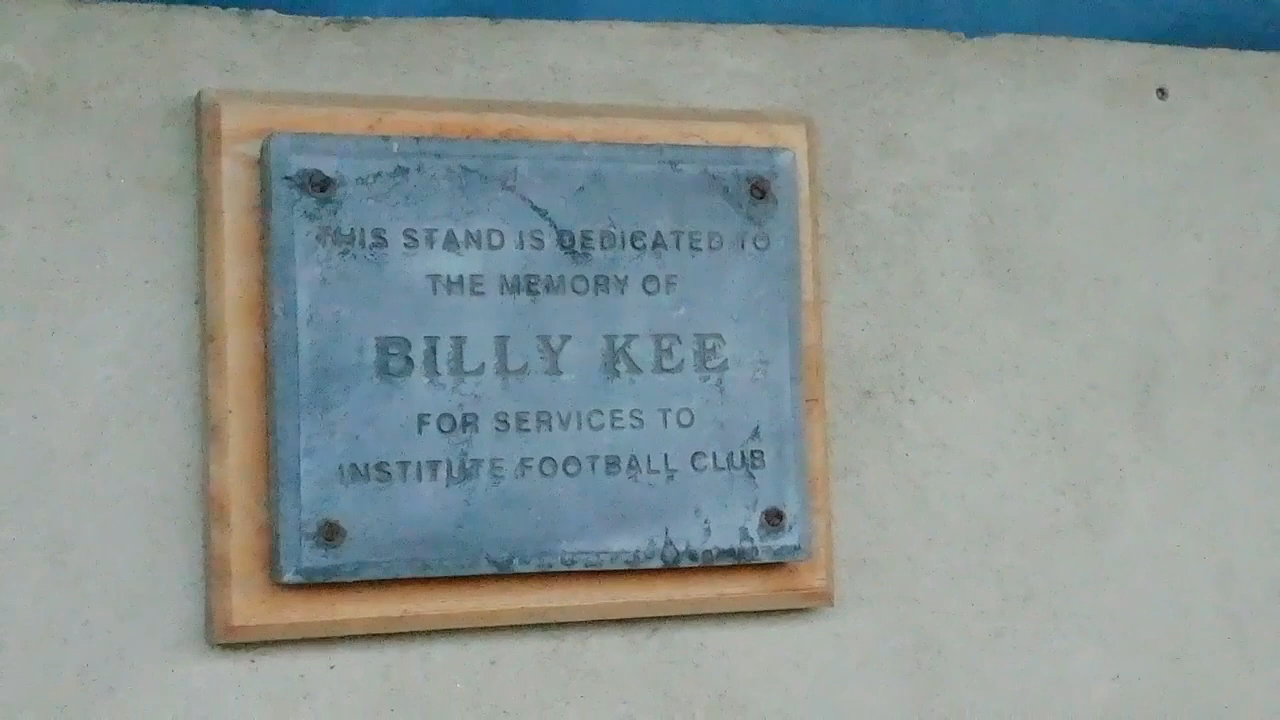 THIS STAND IS DEDICATED TO
THE MEMORY OF
BILLY KEE
FOR SERVICES TO
INSTITUTE FOOTBALL CLUB